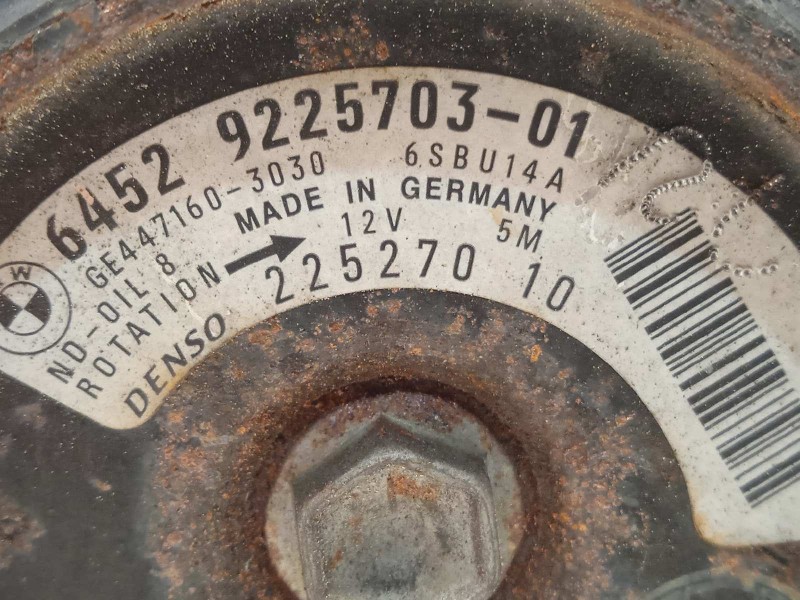 6452 9225703-01
GE447160-3030 6SBU14A
MADE IN GERMANY
ND-OIL 8 12V 5M
ROTATION 225270 10
DENSO
W